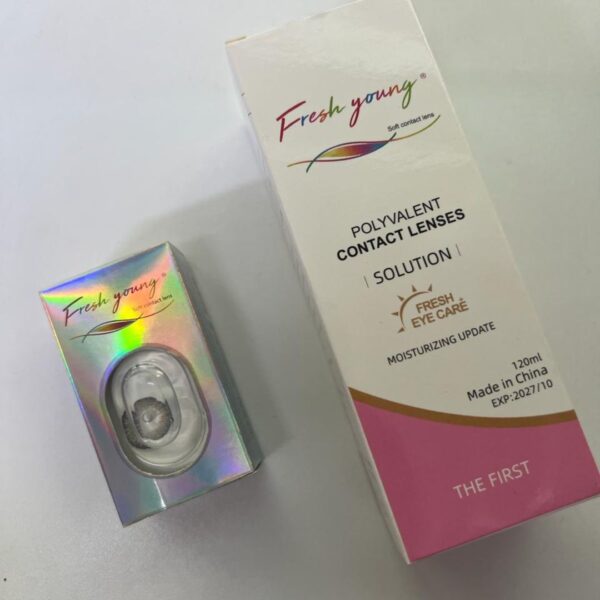 Fresh young®
Soft contact lens
Fresh young®
Soft contact lens
POLYVALENT
CONTACT LENSES
SOLUTION
FRESH
EYE CARE
MOISTURIZING UPDATE
120ml
Made in China
EXP:2027/10
THE FIRST